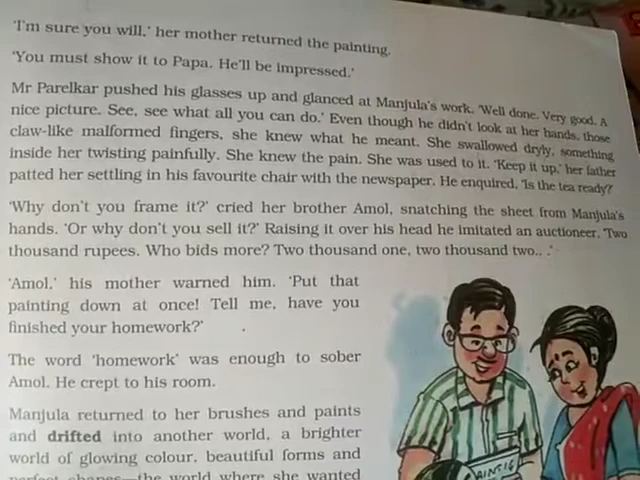 'I'm sure you will,' her mother returned the painting.
'You must show it to Papa. He'll be impressed.'
Mr Parelkar pushed his glasses up and glanced at Manjula's work. 'Well done. Very good. A
nice picture. See, see what all you can do.' Even though he didn't look at her hands, those
claw-like malformed fingers, she knew what he meant. She swallowed dryly, something
inside her twisting painfully. She knew the pain. She was used to it. 'Keep it up,' her father
patted her settling in his favourite chair with the newspaper. He enquired, 'Is the tea ready?'
'Why don't you frame it?' cried her brother Amol, snatching the sheet from Manjula's
hands. 'Or why don't you sell it?' Raising it over his head he imitated an auctioneer. 'Two
thousand rupees. Who bids more? Two thousand one, two thousand two.. .'
'Amol,' his mother warned him. 'Put that
painting down at once! Tell me, have you
finished your homework?'
The word 'homework' was enough to sober
Amol. He crept to his room.
Manjula returned to her brushes and paints
and drifted into another world, a brighter
world of glowing colour, beautiful forms and
perfect shapes—the world where she wanted